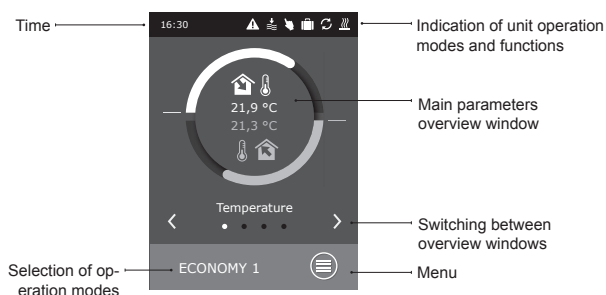 Time
16:30
Indication of unit operation
modes and functions
21,9 °C
21,3 °C
Main parameters
overview window
Temperature
Switching between
overview windows
Selection of op-
eration modes
ECONOMY 1
Menu